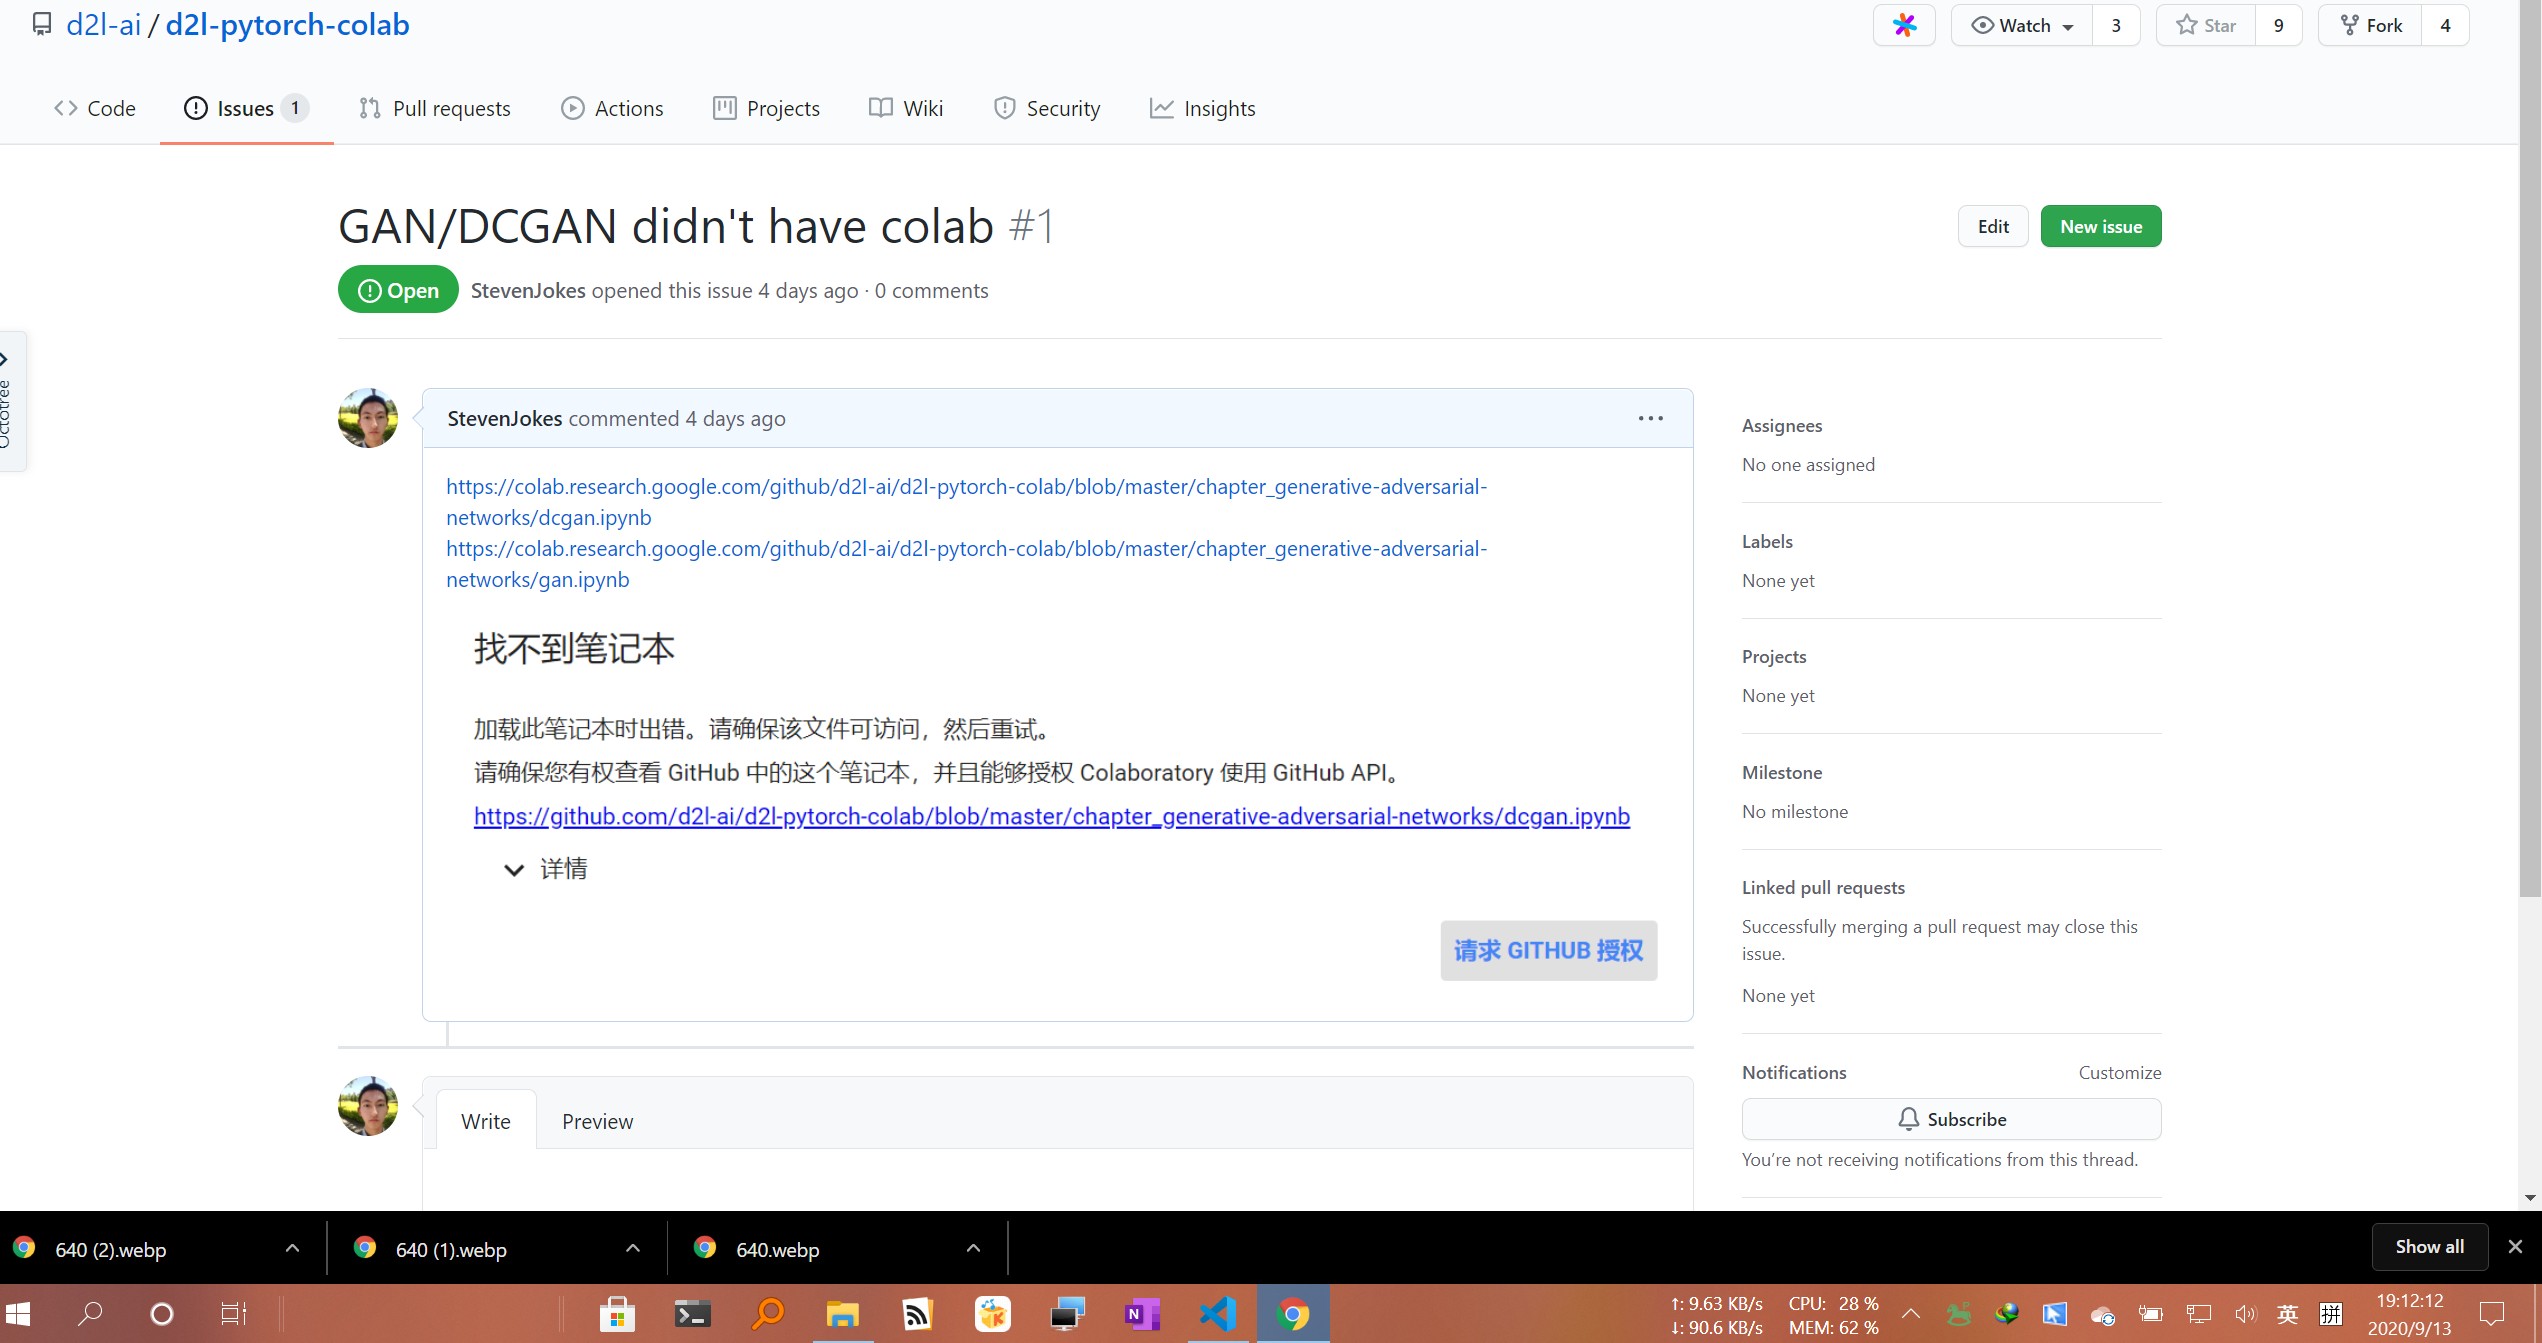 d2l-ai / d2l-pytorch-colab
Watch 3
Star 9
Fork 4
Code
Issues 1
Pull requests
Actions
Projects
Wiki
Security
Insights
GAN/DCGAN didn't have colab #1
Edit
New issue
Open
StevenJokes opened this issue 4 days ago · 0 comments
Octotree
StevenJokes commented 4 days ago
https://colab.research.google.com/github/d2l-ai/d2l-pytorch-colab/blob/master/chapter_generative-adversarial-
networks/dcgan.ipynb
https://colab.research.google.com/github/d2l-ai/d2l-pytorch-colab/blob/master/chapter_generative-adversarial-
networks/gan.ipynb
找不到笔记本
加载此笔记本时出错。请确保该文件可访问，然后重试。
请确保您有权查看 GitHub 中的这个笔记本，并且能够授权 Colaboratory 使用 GitHub API。
https://github.com/d2l-ai/d2l-pytorch-colab/blob/master/chapter_generative-adversarial-networks/dcgan.ipynb
详情
请求 GITHUB 授权
Assignees
No one assigned
Labels
None yet
Projects
None yet
Milestone
No milestone
Linked pull requests
Successfully merging a pull request may close this
issue.
None yet
Notifications
Customize
Subscribe
You're not receiving notifications from this thread.
Write
Preview
640 (2).webp
640 (1).webp
640.webp
Show all
↑: 9.63 KB/s
↓: 90.6 KB/s
CPU: 28 %
MEM: 62 %
英
拼
19:12:12
2020/9/13